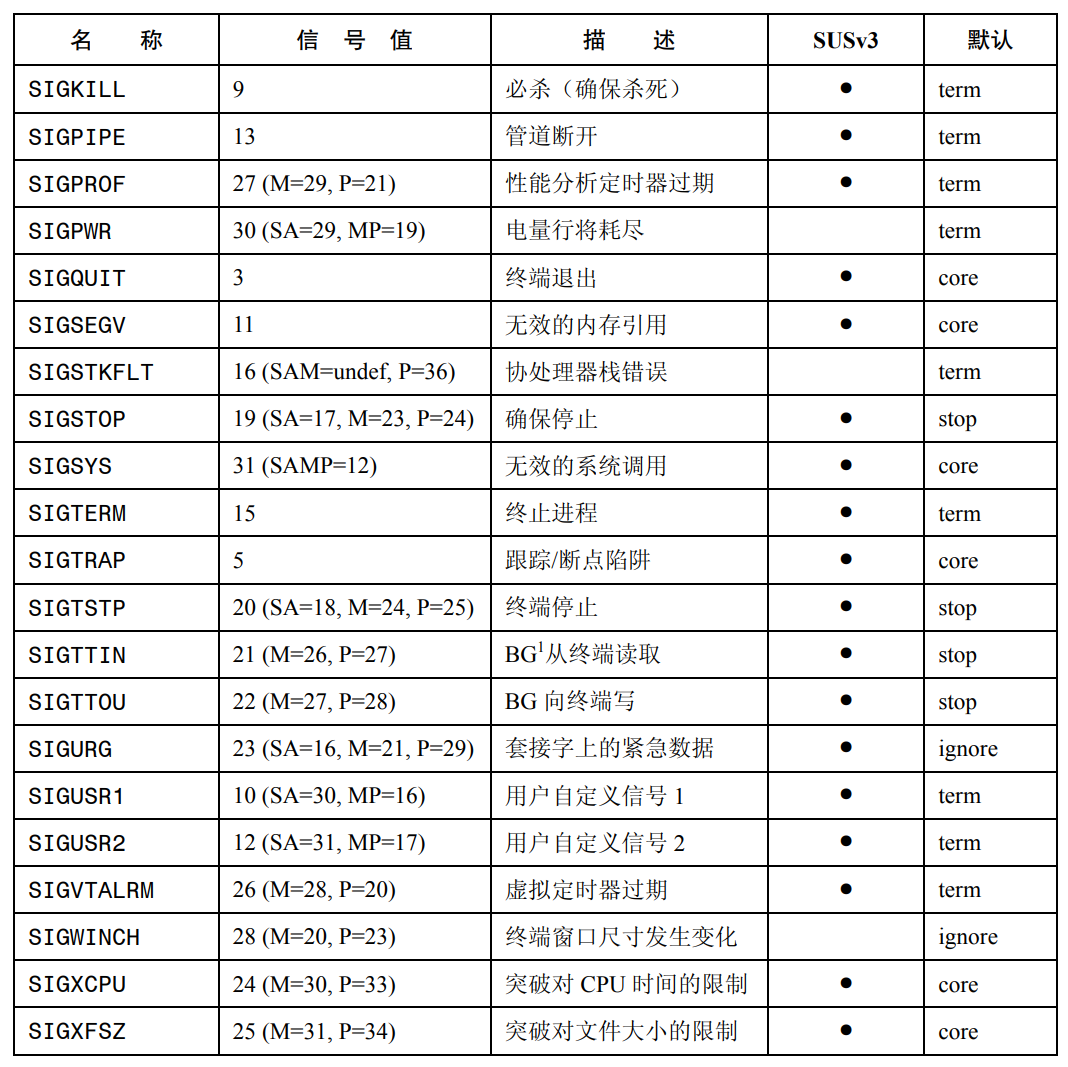 名 称 信 号 值 描 述 SUSv3 默认
SIGKILL 9 必杀（确保杀死） ● term
SIGPIPE 13 管道断开 ● term
SIGPROF 27 (M=29, P=21) 性能分析定时器过期 ● term
SIGPWR 30 (SA=29, MP=19) 电量行将耗尽 term
SIGQUIT 3 终端退出 ● core
SIGSEGV 11 无效的内存引用 ● core
SIGSTKFLT 16 (SAM=undef, P=36) 协处理器栈错误 term
SIGSTOP 19 (SA=17, M=23, P=24) 确保停止 ● stop
SIGSYS 31 (SAMP=12) 无效的系统调用 ● core
SIGTERM 15 终止进程 ● term
SIGTRAP 5 跟踪/断点陷阱 ● core
SIGTSTP 20 (SA=18, M=24, P=25) 终端停止 ● stop
SIGTTIN 21 (M=26, P=27) BG¹从终端读取 ● stop
SIGTTOU 22 (M=27, P=28) BG 向终端写 ● stop
SIGURG 23 (SA=16, M=21, P=29) 套接字上的紧急数据 ● ignore
SIGUSR1 10 (SA=30, MP=16) 用户自定义信号 1 ● term
SIGUSR2 12 (SA=31, MP=17) 用户自定义信号 2 ● term
SIGVTALRM 26 (M=28, P=20) 虚拟定时器过期 ● term
SIGWINCH 28 (M=20, P=23) 终端窗口尺寸发生变化 ignore
SIGXCPU 24 (M=30, P=33) 突破对 CPU 时间的限制 ● core
SIGXFSZ 25 (M=31, P=34) 突破对文件大小的限制 ● core